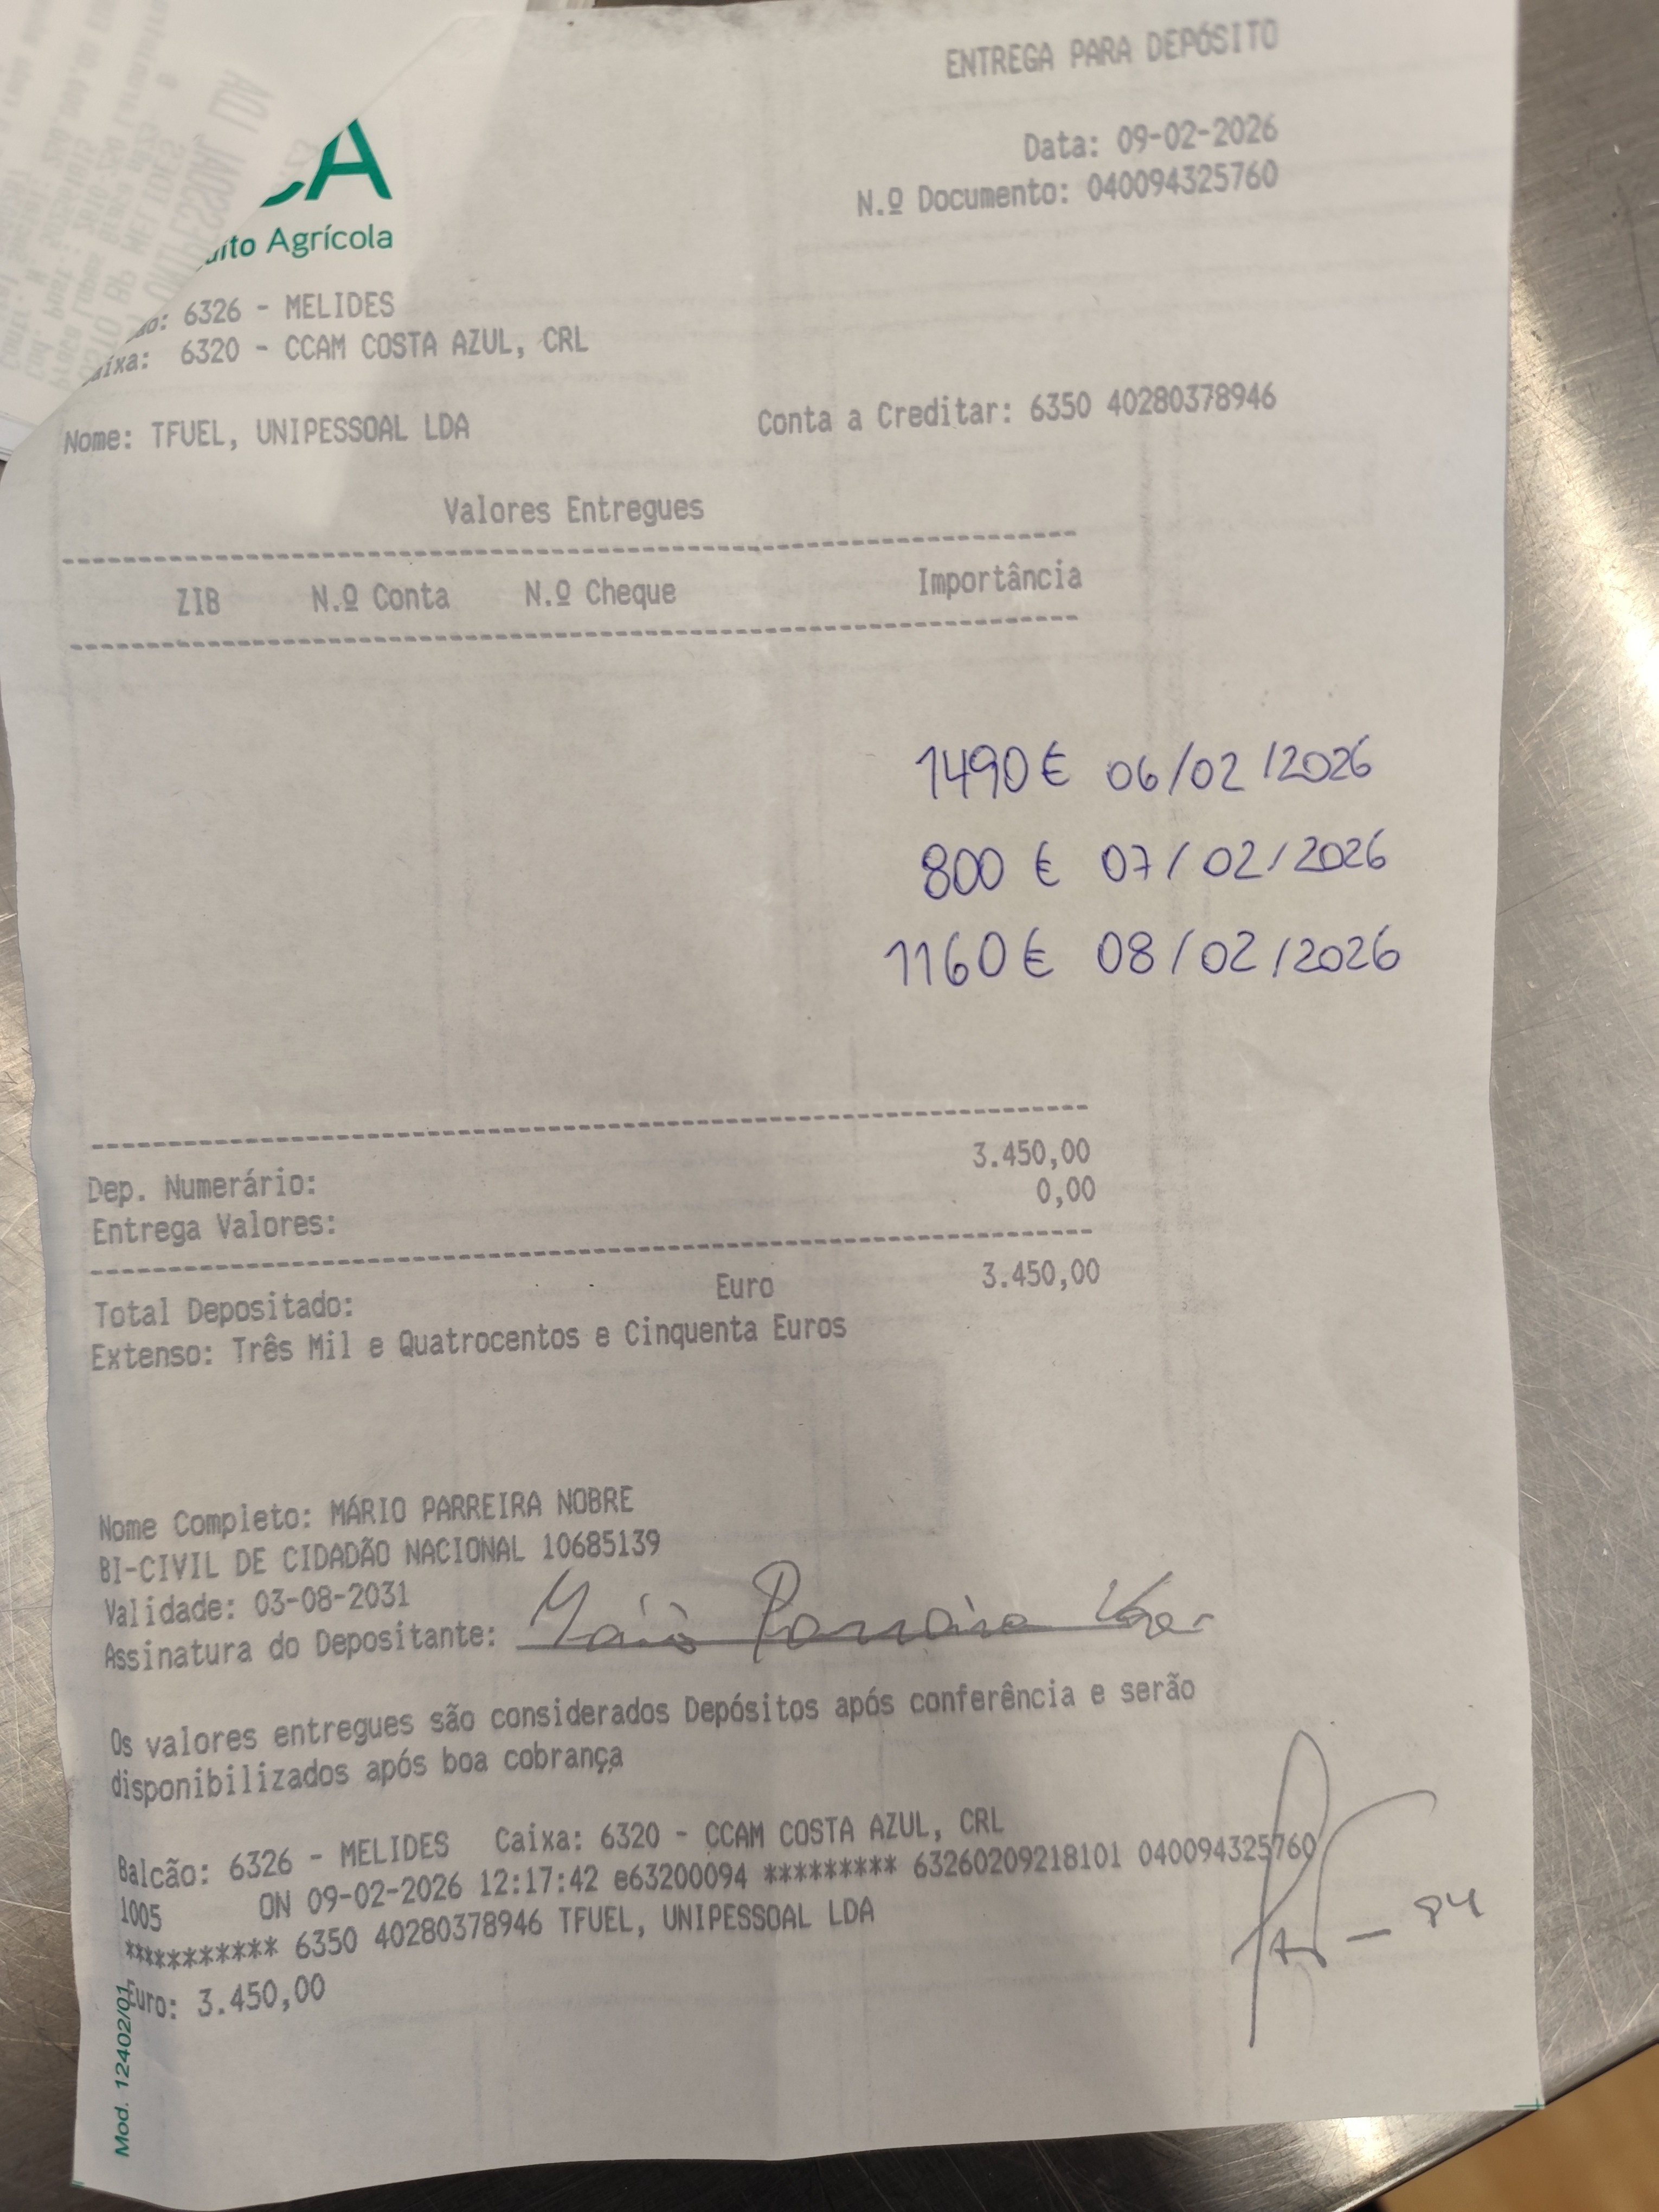 ENTREGA PARA DEPÓSITO
Data: 09-02-2026
N.º Documento: 040094325760
CA
Agrícola
6326 - MELIDES
6320 - CCAM COSTA AZUL, CRL
Nome: TFUEL, UNIPESSOAL LDA Conta a Creditar: 6350 40280378946
Valores Entregues
ZIB N.º Conta N.º Cheque Importância
1490 € 06/02/2026
800 € 07/02/2026
1160 € 08/02/2026
Dep. Numerário: 3.450,00
Entrega Valores: 0,00
Total Depositado: Euro 3.450,00
Extenso: Três Mil e Quatrocentos e Cinquenta Euros
Nome Completo: MÁRIO PARREIRA NOBRE
BI-CIVIL DE CIDADÃO NACIONAL 10685139
Validade: 03-08-2031
Assinatura do Depositante: Mário Parreira
Os valores entregues são considerados Depósitos após conferência e serão
disponibilizados após boa cobrança
Balcão: 6326 - MELIDES Caixa: 6320 - CCAM COSTA AZUL, CRL
1005 ON 09-02-2026 12:17:42 e63200094 ********* 63260209218101 040094325760
*********** 6350 40280378946 TFUEL, UNIPESSOAL LDA
Euro: 3.450,00
Mod. 12402/01